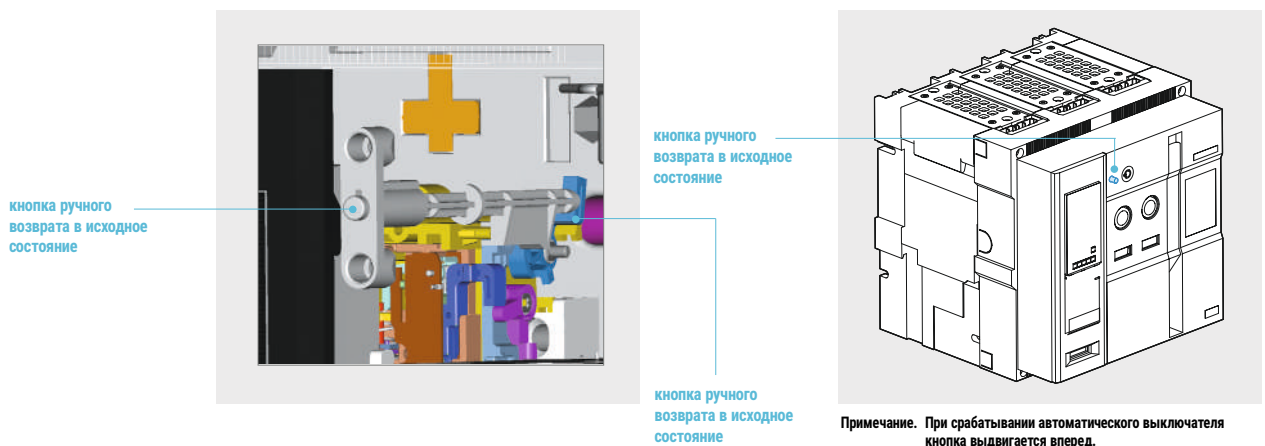 кнопка ручного
возврата в исходное
состояние
кнопка ручного
возврата в исходное
состояние
кнопка ручного
возврата в исходное
состояние
Примечание. При срабатывании автоматического выключателя
кнопка выдвигается вперед.